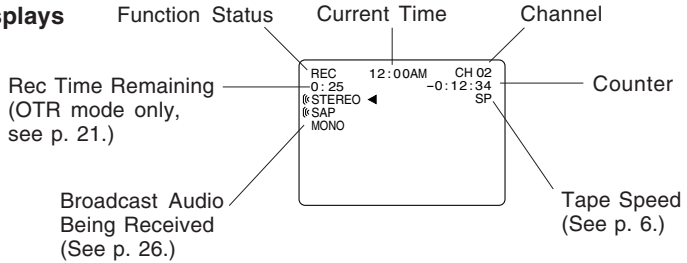 splays
Function Status
Current Time
Channel
Rec Time Remaining
(OTR mode only,
see p. 21.)
REC 12:00AM CH 02
0:25 -0:12:34
STEREO ◄ SP
SAP
MONO
Counter
Broadcast Audio
Being Received
(See p. 26.)
Tape Speed
(See p. 6.)